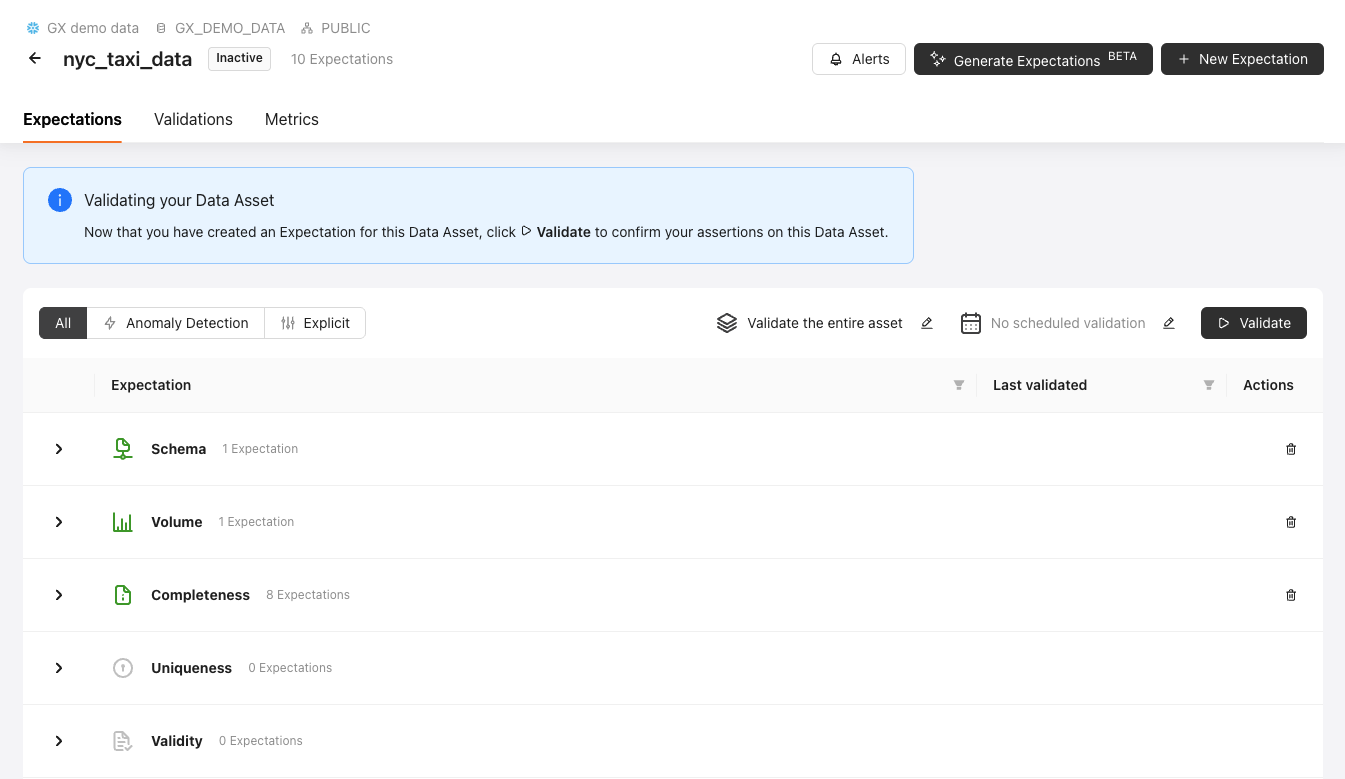 GX demo data GX_DEMO_DATA PUBLIC
nyc_taxi_data Inactive 10 Expectations Alerts Generate Expectations BETA New Expectation
Expectations Validations Metrics
Validating your Data Asset
Now that you have created an Expectation for this Data Asset, click Validate to confirm your assertions on this Data Asset.
All Anomaly Detection Explicit Validate the entire asset No scheduled validation Validate
Expectation Last validated Actions
Schema 1 Expectation
Volume 1 Expectation
Completeness 8 Expectations
Uniqueness 0 Expectations
Validity 0 Expectations